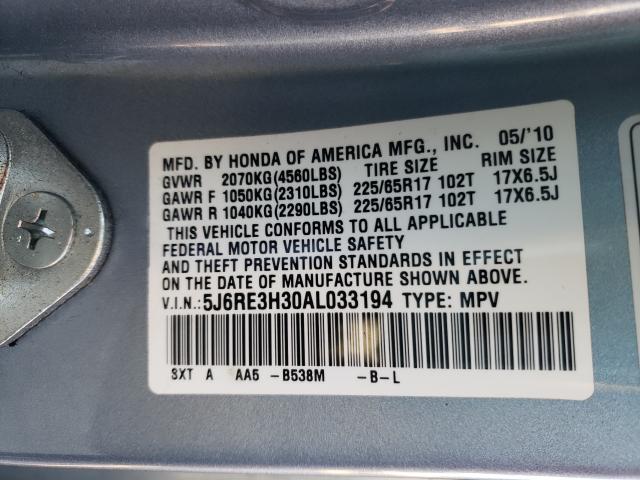 MFD. BY HONDA OF AMERICA MFG., INC. 05/'10
GVWR 2070KG(4560LBS) TIRE SIZE RIM SIZE
GAWR F 1050KG(2310LBS) 225/65R17 102T 17X6.5J
GAWR R 1040KG(2290LBS) 225/65R17 102T 17X6.5J
THIS VEHICLE CONFORMS TO ALL APPLICABLE
FEDERAL MOTOR VEHICLE SAFETY
AND THEFT PREVENTION STANDARDS IN EFFECT
ON THE DATE OF MANUFACTURE SHOWN ABOVE.
V.I.N.:5J6RE3H30AL033194 TYPE: MPV
SXT A AA5 -B538M -B-L